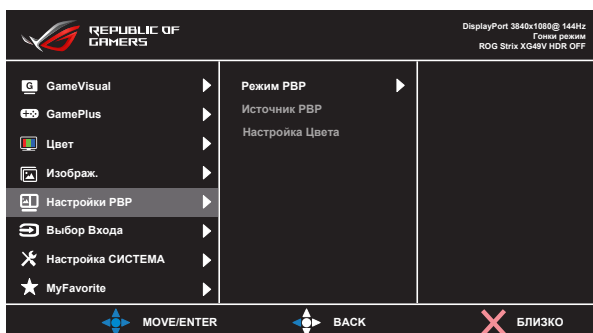 REPUBLIC OF
GAMERS
DisplayPort 3840x1080@ 144Hz
Гонки режим
ROG Strix XG49V HDR OFF
G GameVisual
GamePlus
Цвет
Изображ.
Настройки PBP
Выбор Входа
Настройка СИСТЕМА
MyFavorite
Режим PBP
Источник PBP
Настройка Цвета
MOVE/ENTER
BACK
БЛИЗКО